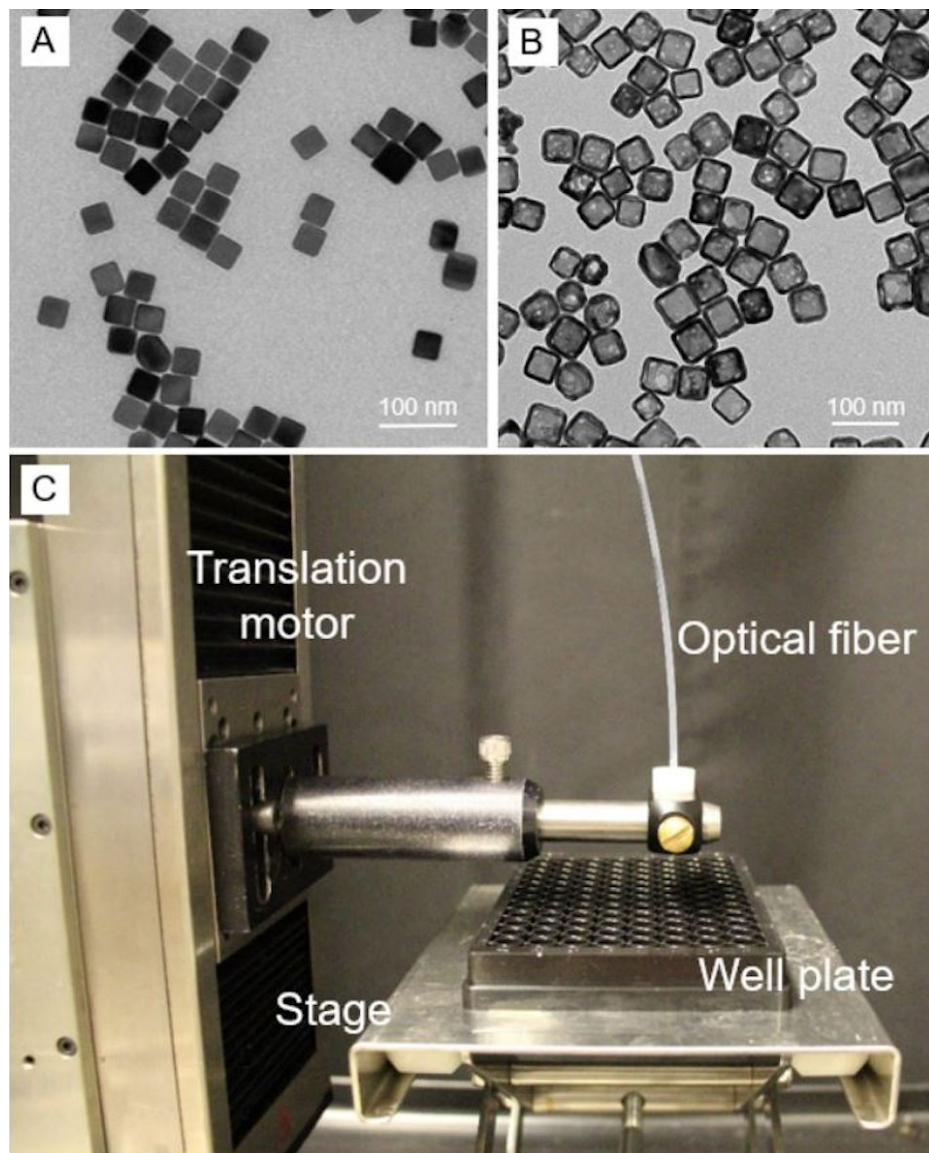 A
B
100 nm
100 nm
C
Translation
motor
Optical fiber
Well plate
Stage